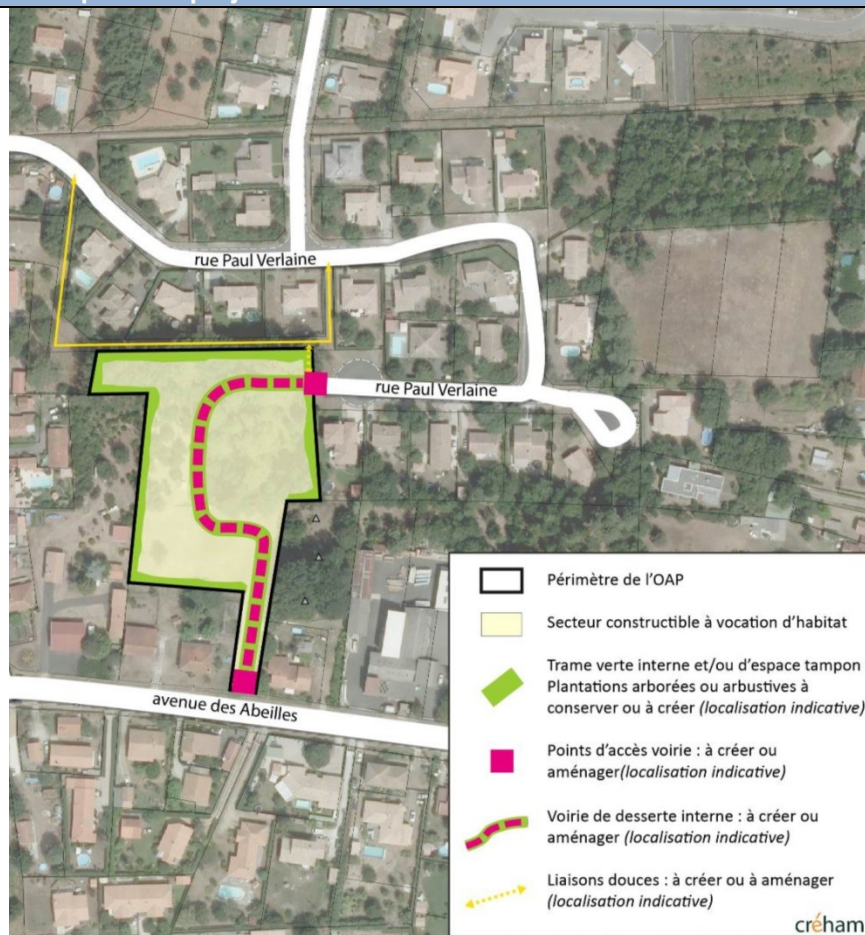 rue Paul Verlaine
rue Paul Verlaine
avenue des Abeilles
Périmètre de l'OAP
Secteur constructible à vocation d'habitat
Trame verte interne et/ou d'espace tampon
Plantations arborées ou arbustives à
conserver ou à créer (localisation indicative)
Points d'accès voirie : à créer ou
aménager(localisation indicative)
Voirie de desserte interne : à créer ou
aménager (localisation indicative)
Liaisons douces : à créer ou à aménager
(localisation indicative)
créham